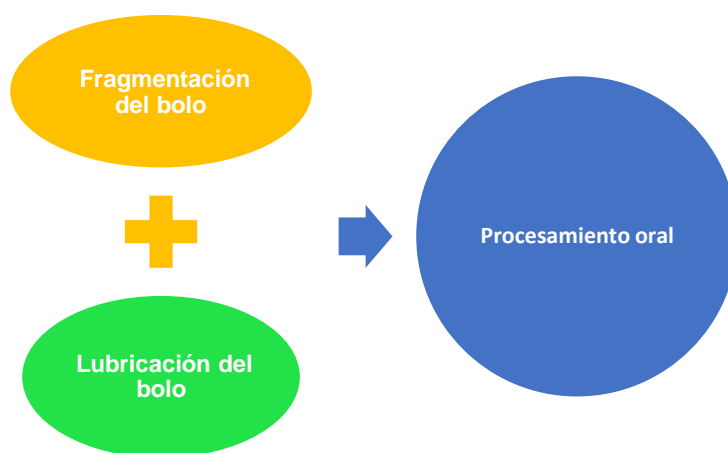 Fragmentación
del bolo
Procesamiento oral
Lubricación del
bolo